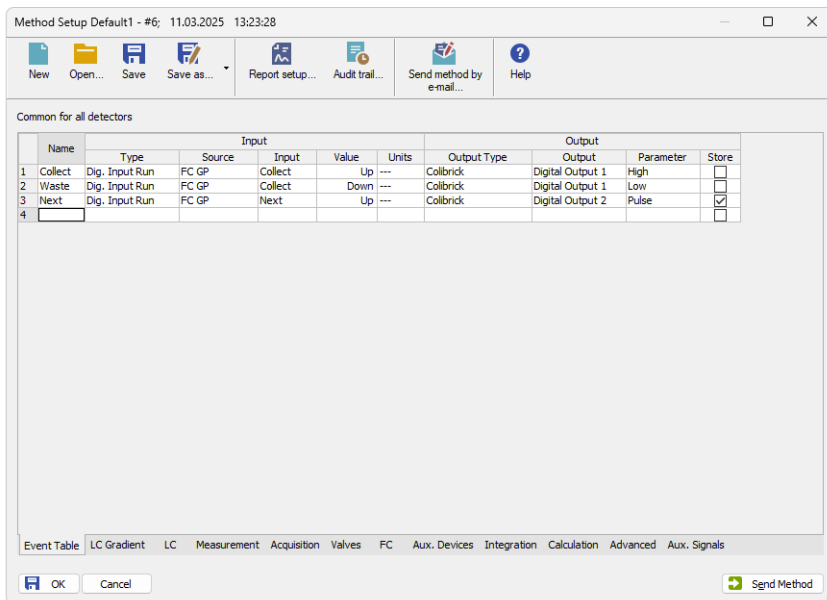 Method Setup Default1 - #6; 11.03.2025 13:23:28
New Open... Save Save as... Report setup... Audit trail... Send method by e-mail... Help
Common for all detectors
Name Input Output
Type Source Input Value Units Output Type Output Parameter Store
1 Collect Dig. Input Run FC GP Collect Up --- Colibrick Digital Output 1 High
2 Waste Dig. Input Run FC GP Collect Down --- Colibrick Digital Output 1 Low
3 Next Dig. Input Run FC GP Next Up --- Colibrick Digital Output 2 Pulse
4
Event Table LC Gradient LC Measurement Acquisition Valves FC Aux. Devices Integration Calculation Advanced Aux. Signals
OK Cancel Send Method